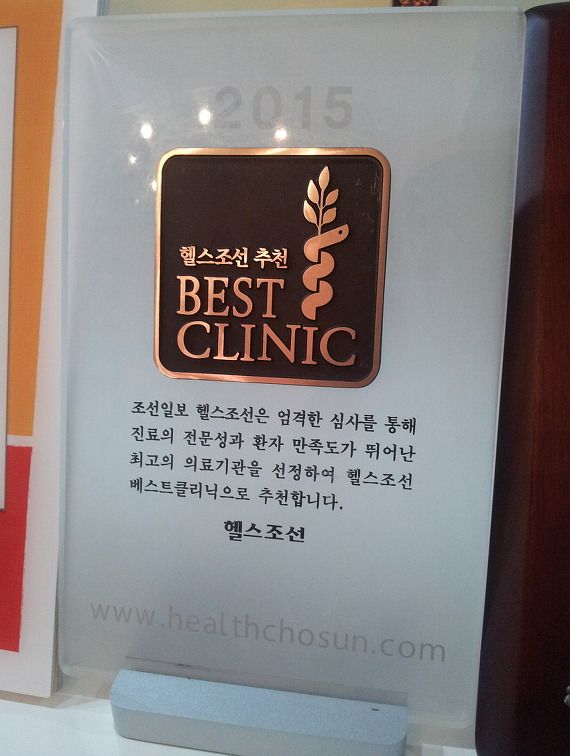 2015
헬스조선 추천
BEST
CLINIC
조선일보 헬스조선은 엄격한 심사를 통해
진료의 전문성과 환자 만족도가 뛰어난
최고의 의료기관을 선정하여 헬스조선
베스트클리닉으로 추천합니다.
헬스조선
www.healthchosun.com